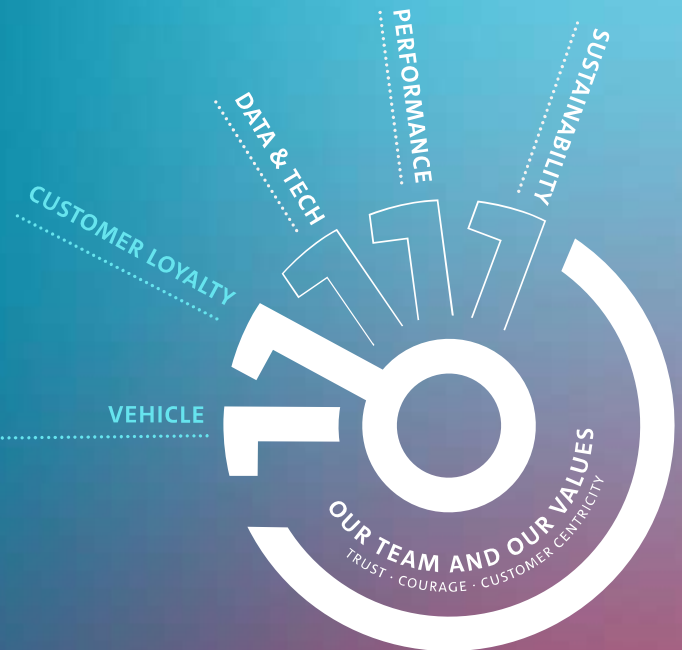 VEHICLE
CUSTOMER LOYALTY
DATA & TECH
PERFORMANCE
SUSTAINABILITY
OUR TEAM AND OUR VALUES
TRUST · COURAGE · CUSTOMER CENTRICITY